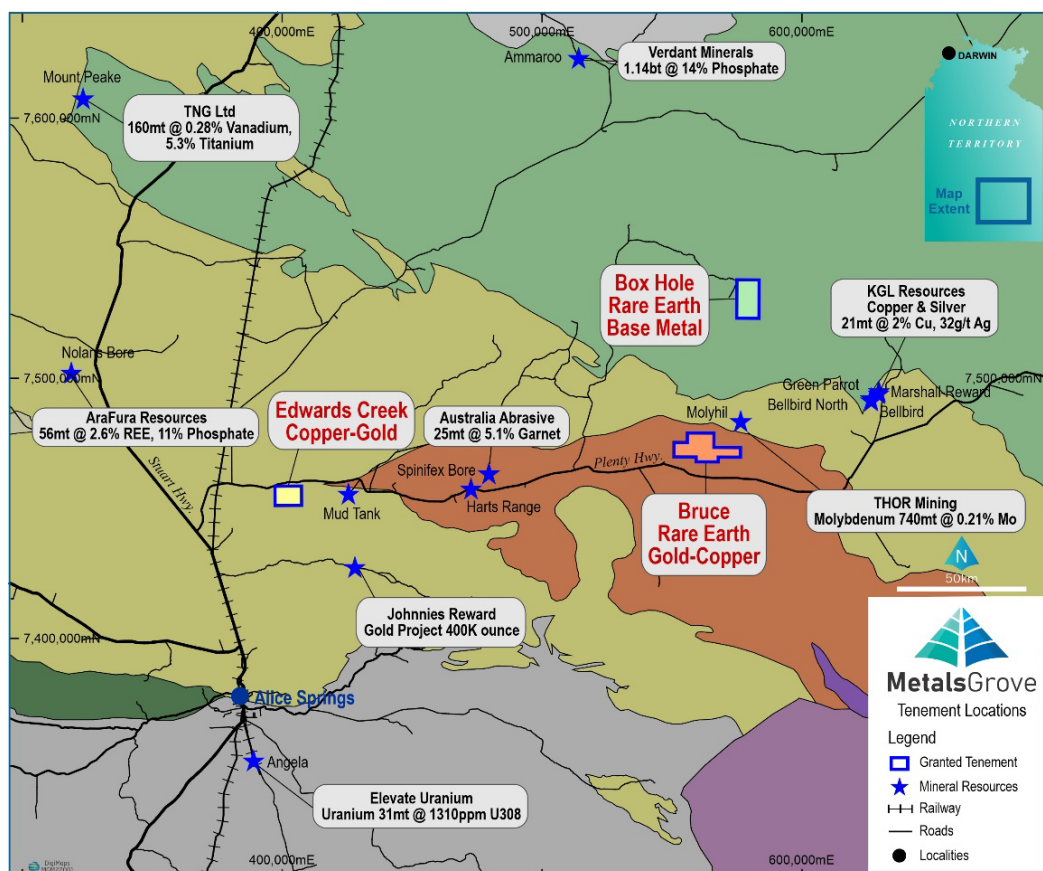 400,000mE
500,000mE
600,000mE
DARWIN
NORTHERN
TERRITORY
Map
Extent
Mount Peake
TNG Ltd
160mt @ 0.28% Vanadium,
5.3% Titanium
Ammaroo
Verdant Minerals
1.14bt @ 14% Phosphate
7,600,000mN
Box Hole
Rare Earth
Base Metal
KGL Resources
Copper & Silver
21mt @ 2% Cu, 32g/t Ag
Nolans Bore
7,500,000mN
7,500,000mN
Green Parrot
Marshall Reward
Bellbird North
Bellbird
AraFura Resources
56mt @ 2.6% REE, 11% Phosphate
Edwards Creek
Copper-Gold
Australia Abrasive
25mt @ 5.1% Garnet
Molyhil
Stuart Hwy.
Spinifex Bore
Plenty Hwy.
Mud Tank
Harts Range
Bruce
Rare Earth
Gold-Copper
THOR Mining
Molybdenum 740mt @ 0.21% Mo
N
50km
Johnnies Reward
Gold Project 400K ounce
7,400,000mN
Alice Springs
Angela
Elevate Uranium
Uranium 31mt @ 1310ppm U308
MetalsGrove
Tenement Locations
Legend
Granted Tenement
Mineral Resources
Railway
Roads
Localities
400,000mE
600,000mE
DigiMaps